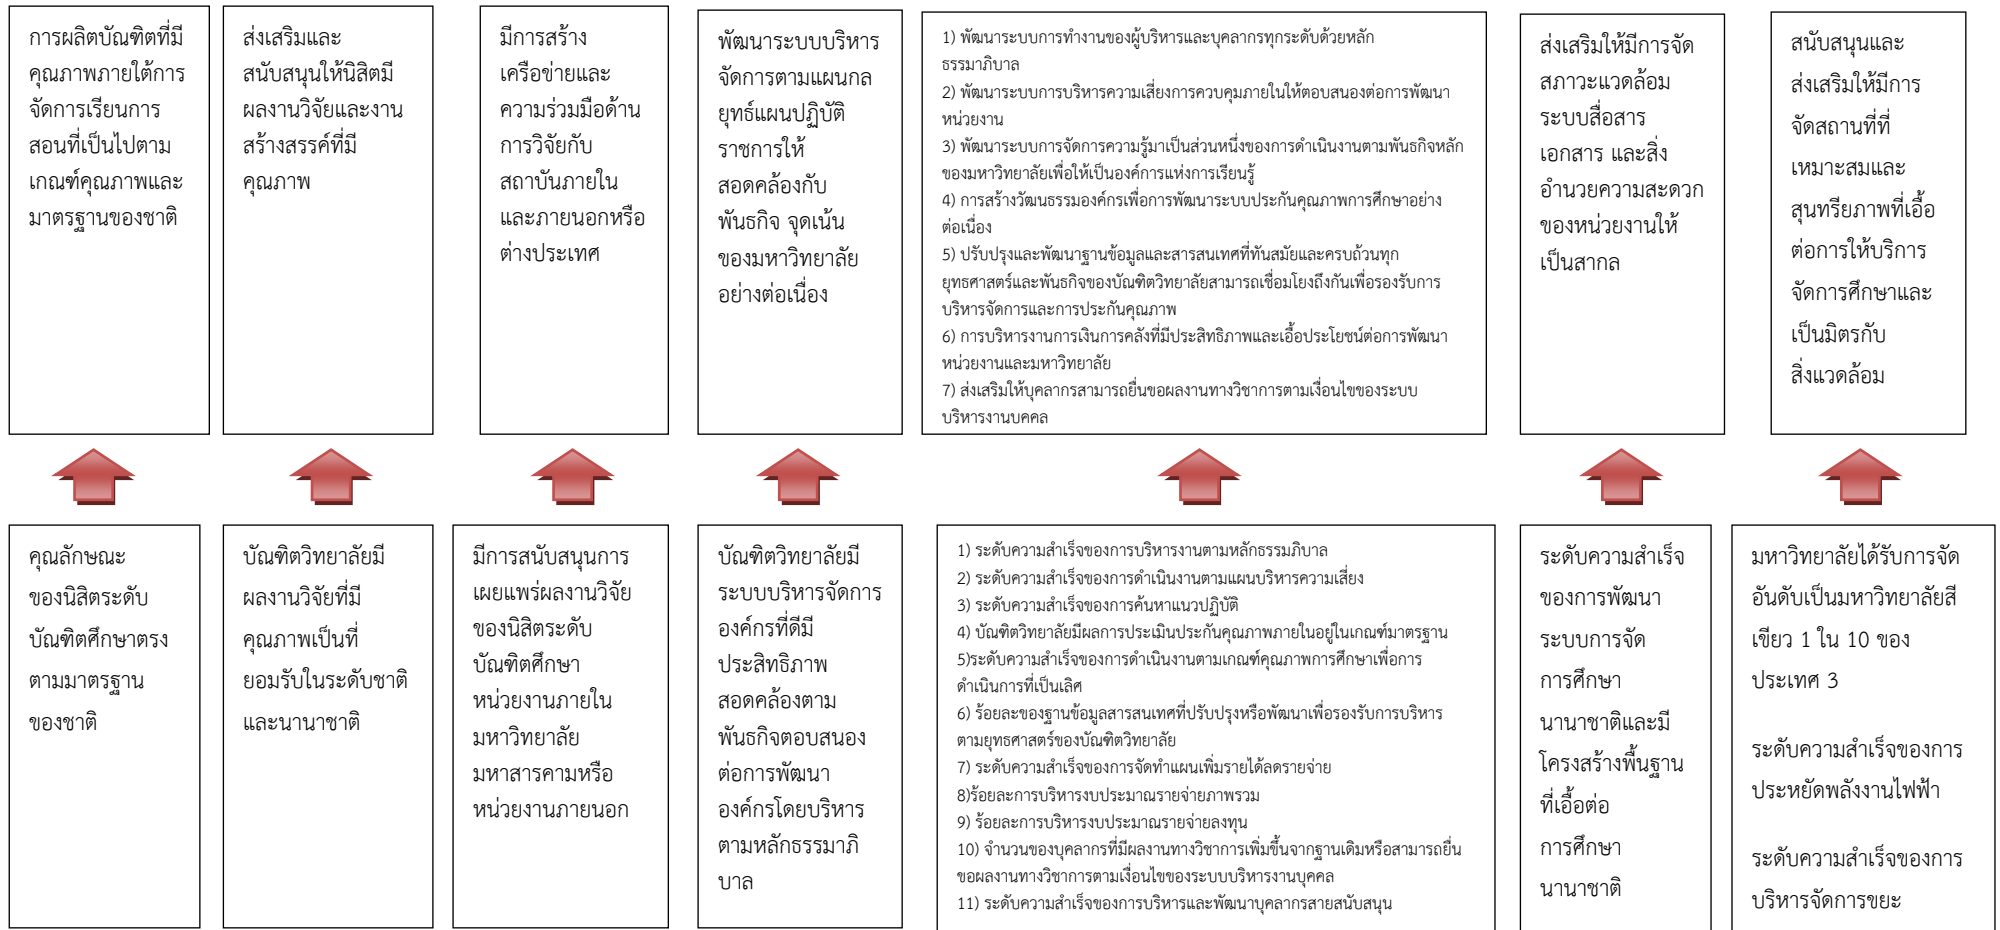 การผลิตบัณฑิตที่มี
คุณภาพภายใต้การ
จัดการเรียนการ
สอนที่เป็นไปตาม
เกณฑ์คุณภาพและ
มาตรฐานของชาติ
ส่งเสริมและ
สนับสนุนให้นิสิตมี
ผลงานวิจัยและงาน
สร้างสรรค์ที่มี
คุณภาพ
มีการสร้าง
เครือข่ายและ
ความร่วมมือด้าน
การวิจัยกับ
สถาบันภายใน
และภายนอกหรือ
ต่างประเทศ
พัฒนาระบบบริหาร
จัดการตามแผนกล
ยุทธ์แผนปฏิบัติ
ราชการให้
สอดคล้องกับ
พันธกิจ จุดเน้น
ของมหาวิทยาลัย
อย่างต่อเนื่อง
1) พัฒนาระบบการทำงานของผู้บริหารและบุคลากรทุกระดับด้วยหลัก
ธรรมาภิบาล
2) พัฒนาระบบการบริหารความเสี่ยงการควบคุมภายในให้ตอบสนองต่อการพัฒนา
หน่วยงาน
3) พัฒนาระบบการจัดการความรู้มาเป็นส่วนหนึ่งของการดำเนินงานตามพันธกิจหลัก
ของมหาวิทยาลัยเพื่อให้เป็นองค์การแห่งการเรียนรู้
4) การสร้างวัฒนธรรมองค์กรเพื่อการพัฒนาระบบประกันคุณภาพการศึกษาอย่าง
ต่อเนื่อง
5) ปรับปรุงและพัฒนาฐานข้อมูลและสารสนเทศที่ทันสมัยและครบถ้วนทุก
ยุทธศาสตร์และพันธกิจของบัณฑิตวิทยาลัยสามารถเชื่อมโยงถึงกันเพื่อรองรับการ
บริหารจัดการและการประกันคุณภาพ
6) การบริหารงานการเงินการคลังที่มีประสิทธิภาพและเอื้อประโยชน์ต่อการพัฒนา
หน่วยงานและมหาวิทยาลัย
7) ส่งเสริมให้บุคลากรสามารถยื่นขอผลงานทางวิชาการตามเงื่อนไขของระบบ
บริหารงานบุคคล
ส่งเสริมให้มีการจัด
สภาวะแวดล้อม
ระบบสื่อสาร
เอกสาร และสิ่ง
อำนวยความสะดวก
ของหน่วยงานให้
เป็นสากล
สนับสนุนและ
ส่งเสริมให้มีการ
จัดสถานที่ที่
เหมาะสมและ
สุนทรียภาพที่เอื้อ
ต่อการให้บริการ
จัดการศึกษาและ
เป็นมิตรกับ
สิ่งแวดล้อม
คุณลักษณะ
ของนิสิตระดับ
บัณฑิตศึกษาตรง
ตามมาตรฐาน
ของชาติ
บัณฑิตวิทยาลัยมี
ผลงานวิจัยที่มี
คุณภาพเป็นที่
ยอมรับในระดับชาติ
และนานาชาติ
มีการสนับสนุนการ
เผยแพร่ผลงานวิจัย
ของนิสิตระดับ
บัณฑิตศึกษา
หน่วยงานภายใน
มหาวิทยาลัย
มหาสารคามหรือ
หน่วยงานภายนอก
บัณฑิตวิทยาลัยมี
ระบบบริหารจัดการ
องค์กรที่ดีมี
ประสิทธิภาพ
สอดคล้องตาม
พันธกิจตอบสนอง
ต่อการพัฒนา
องค์กรโดยบริหาร
ตามหลักธรรมาภิ
บาล
1) ระดับความสำเร็จของการบริหารงานตามหลักธรรมภิบาล
2) ระดับความสำเร็จของการดำเนินงานตามแผนบริหารความเสี่ยง
3) ระดับความสำเร็จของการค้นหาแนวปฏิบัติ
4) บัณฑิตวิทยาลัยมีผลการประเมินประกันคุณภาพภายในอยู่ในเกณฑ์มาตรฐาน
5)ระดับความสำเร็จของการดำเนินงานตามเกณฑ์คุณภาพการศึกษาเพื่อการ
ดำเนินการที่เป็นเลิศ
6) ร้อยละของฐานข้อมูลสารสนเทศที่ปรับปรุงหรือพัฒนาเพื่อรองรับการบริหาร
ตามยุทธศาสตร์ของบัณฑิตวิทยาลัย
7) ระดับความสำเร็จของการจัดทำแผนเพิ่มรายได้ลดรายจ่าย
8)ร้อยละการบริหารงบประมาณรายจ่ายภาพรวม
9) ร้อยละการบริหารงบประมาณรายจ่ายลงทุน
10) จำนวนของบุคลากรที่มีผลงานทางวิชาการเพิ่มขึ้นจากฐานเดิมหรือสามารถยื่น
ขอผลงานทางวิชาการตามเงื่อนไขของระบบบริหารงานบุคคล
11) ระดับความสำเร็จของการบริหารและพัฒนาบุคลากรสายสนับสนุน
ระดับความสำเร็จ
ของการพัฒนา
ระบบการจัด
การศึกษา
นานาชาติและมี
โครงสร้างพื้นฐาน
ที่เอื้อต่อ
การศึกษา
นานาชาติ
มหาวิทยาลัยได้รับการจัด
อันดับเป็นมหาวิทยาลัยสี
เขียว 1 ใน 10 ของ
ประเทศ 3
ระดับความสำเร็จของการ
ประหยัดพลังงานไฟฟ้า
ระดับความสำเร็จของการ
บริหารจัดการขยะ